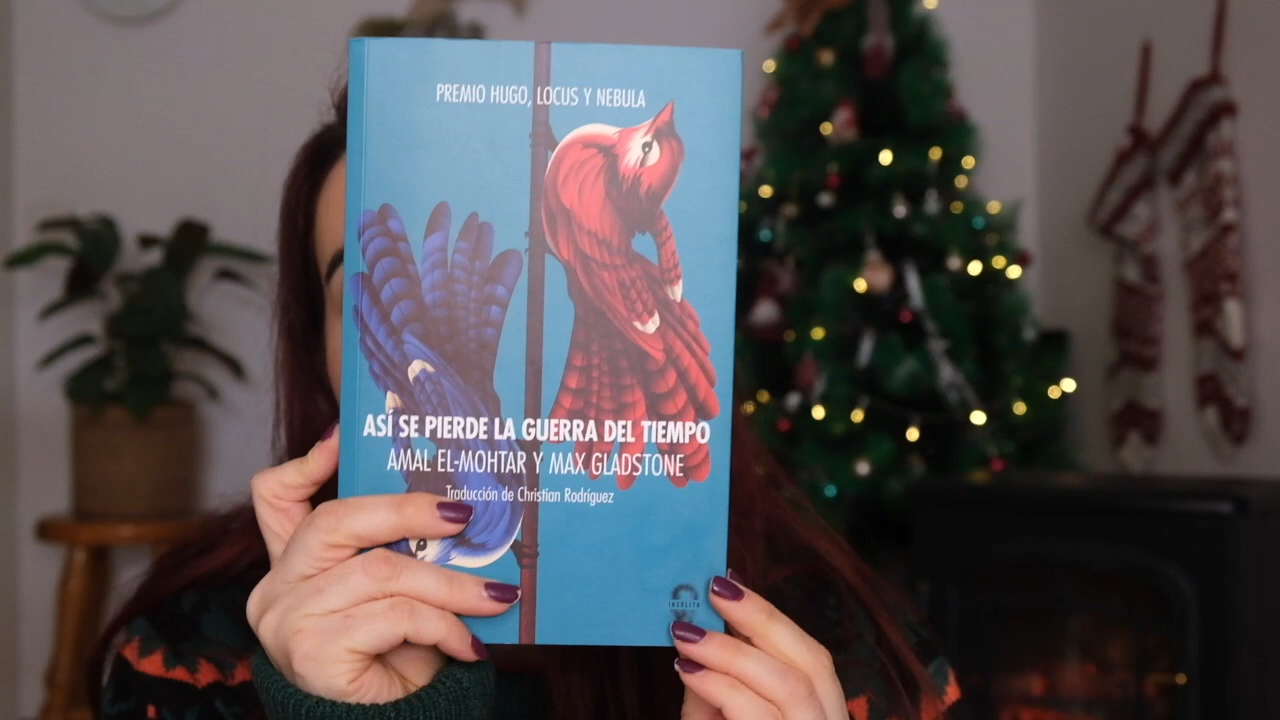 PREMIO HUGO, LOCUS Y NEBULA
ASÍ SE PIERDE LA GUERRA DEL TIEMPO
AMAL EL-MOHTAR Y MAX GLADSTONE
Traducción de Christian Rodríguez
INSÓLITA